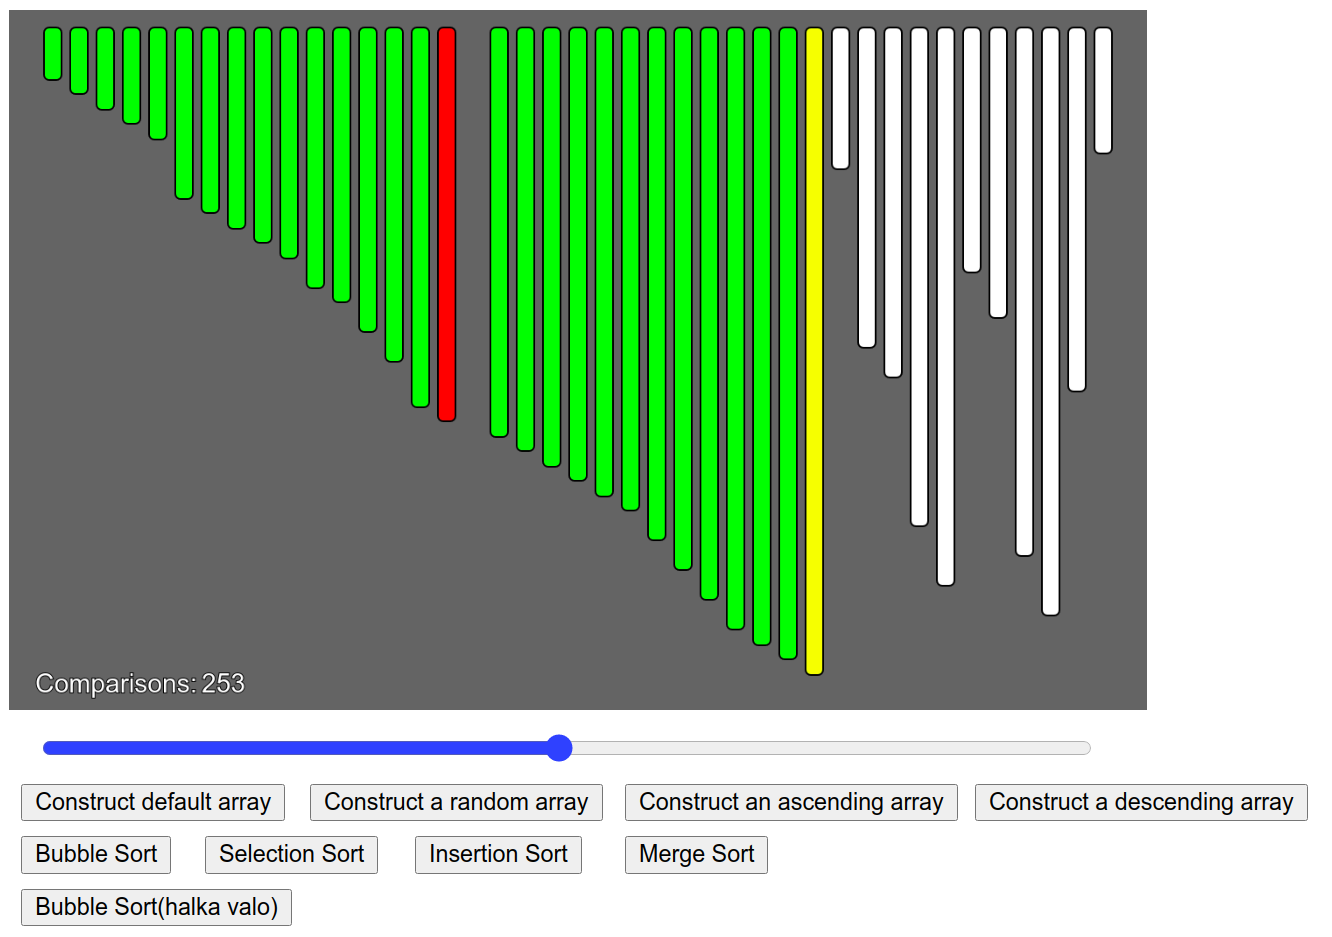 Comparisons: 253
Construct default array Construct a random array Construct an ascending array Construct a descending array
Bubble Sort Selection Sort Insertion Sort Merge Sort
Bubble Sort(halka valo)